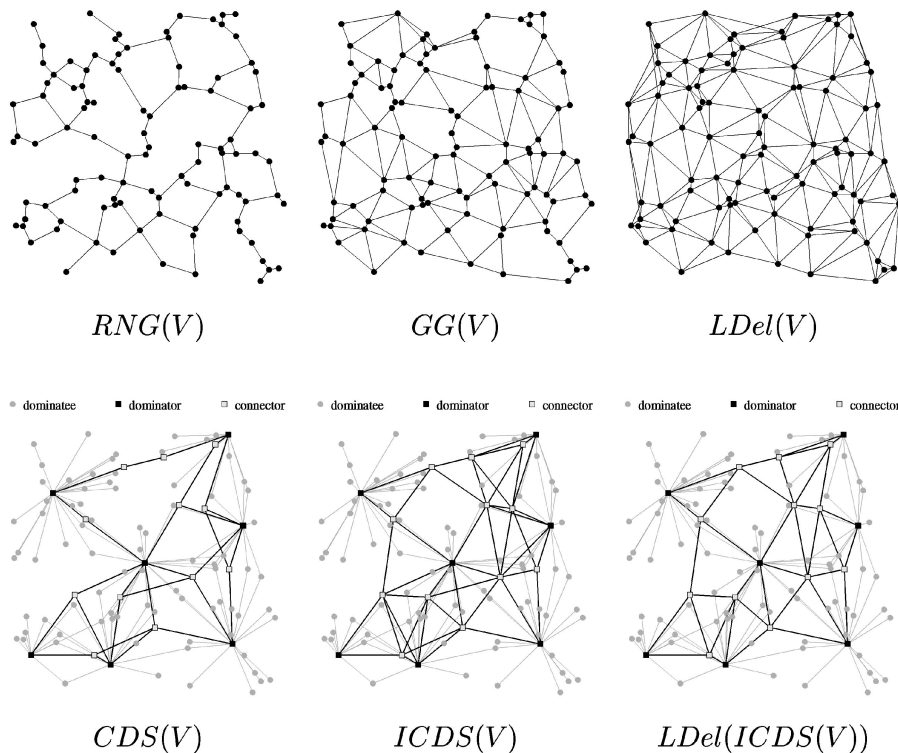 RNG(V) GG(V) LDel(V)
dominatee dominator connector dominatee dominator connector dominatee dominator connector
CDS(V) ICDS(V) LDel(ICDS(V))